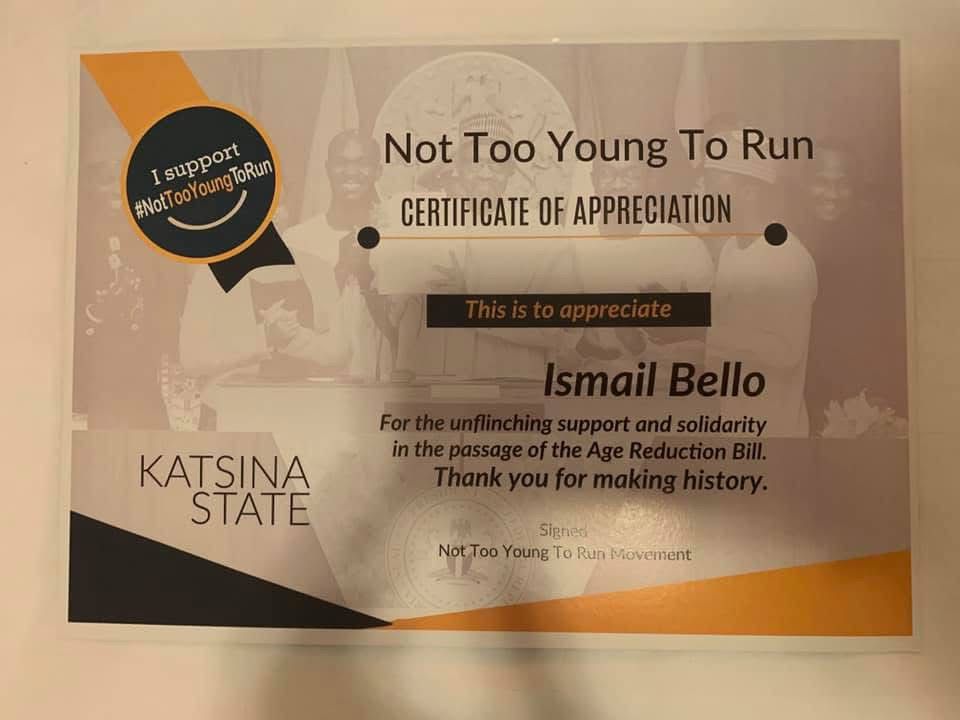 I support
#NotTooYoungToRun
Not Too Young To Run
CERTIFICATE OF APPRECIATION
This is to appreciate
Ismail Bello
For the unflinching support and solidarity
in the passage of the Age Reduction Bill.
Thank you for making history.
KATSINA
STATE
Signed
Not Too Young To Run Movement